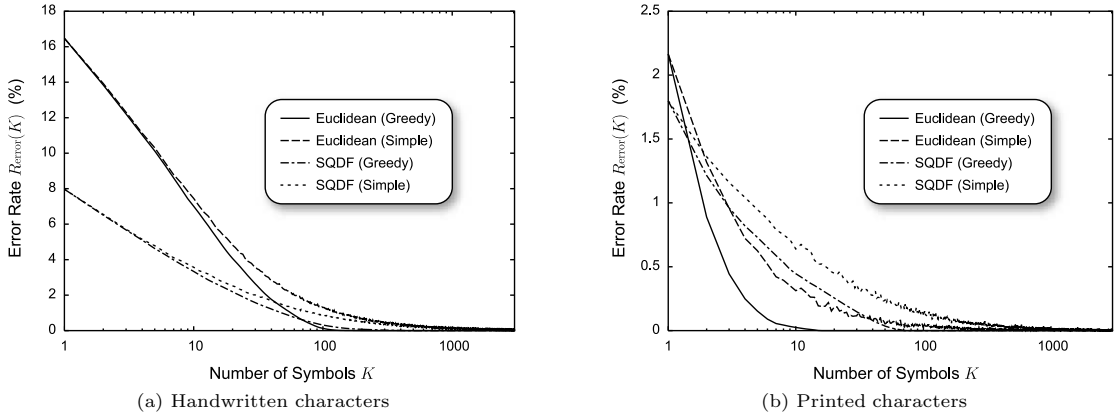 18
16
14
12
10
8
6
4
2
0
Error Rate R_error(K) (%)
Euclidean (Greedy)
Euclidean (Simple)
SQDF (Greedy)
SQDF (Simple)
1 10 100 1000
Number of Symbols K
(a) Handwritten characters
2.5
2
1.5
1
0.5
0
Error Rate R_error(K) (%)
Euclidean (Greedy)
Euclidean (Simple)
SQDF (Greedy)
SQDF (Simple)
1 10 100 1000
Number of Symbols K
(b) Printed characters